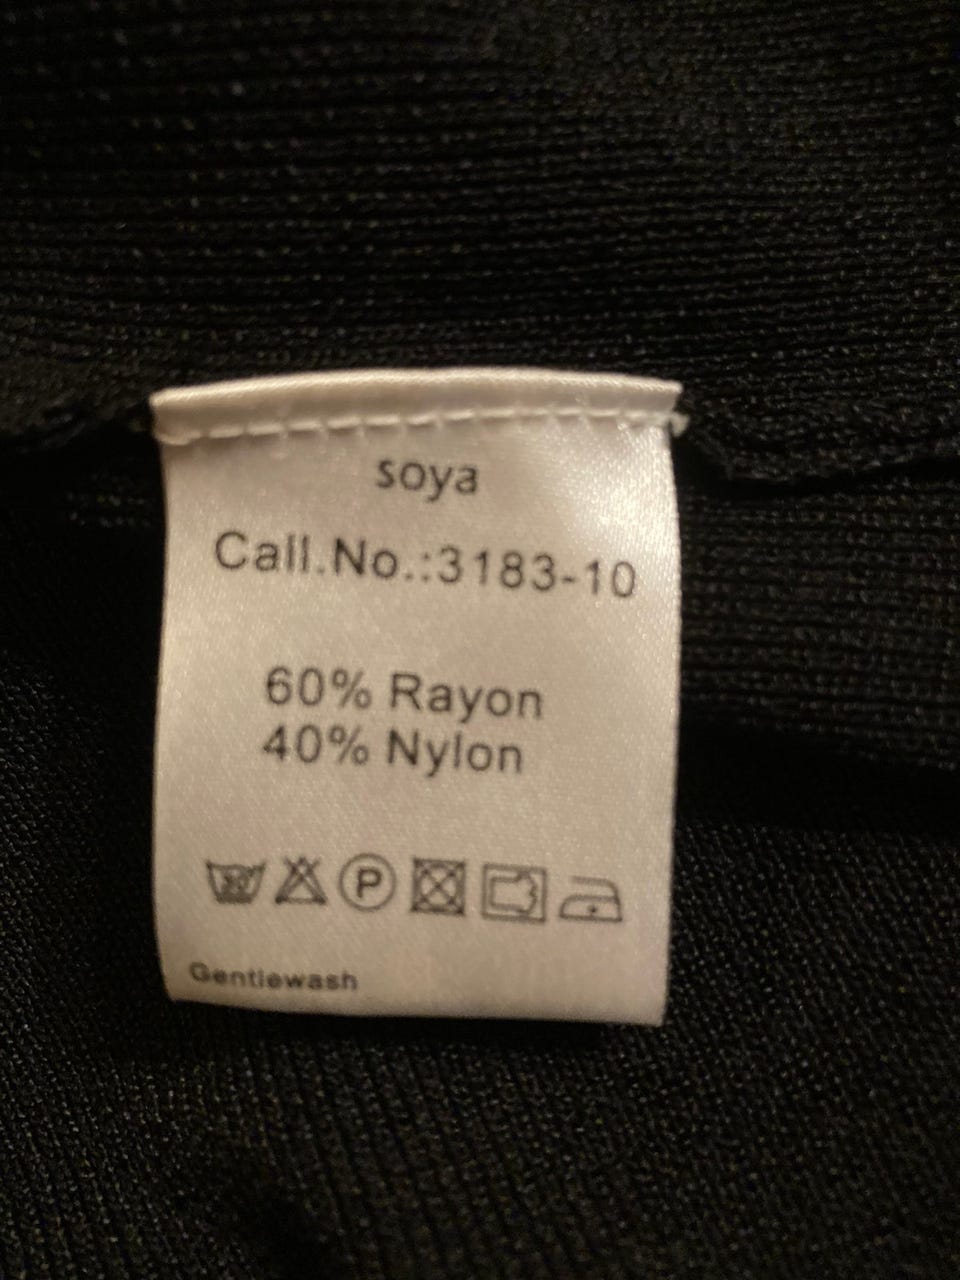 soya
Call.No.:3183-10
60% Rayon
40% Nylon
P
Gentlewash